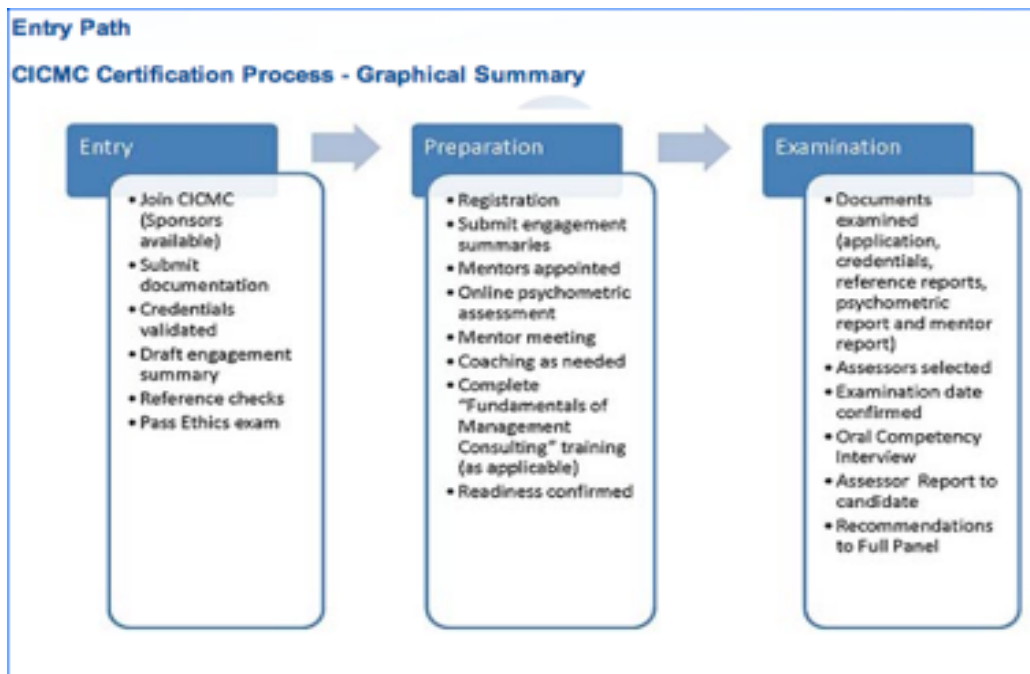 Entry Path
CICMC Certification Process - Graphical Summary
Entry
• Join CICMC
(Sponsors
available)
• Submit
documentation
• Credentials
validated
• Draft engagement
summary
• Reference checks
• Pass Ethics exam
Preparation
• Registration
• Submit engagement
summaries
• Mentors appointed
• Online psychometric
assessment
• Mentor meeting
• Coaching as needed
• Complete
"Fundamentals of
Management
Consulting" training
(as applicable)
• Readiness confirmed
Examination
• Documents
examined
(application,
credentials,
reference reports,
psychometric
report and mentor
report)
• Assessors selected
• Examination date
confirmed
• Oral Competency
Interview
• Assessor Report to
candidate
• Recommendations
to Full Panel